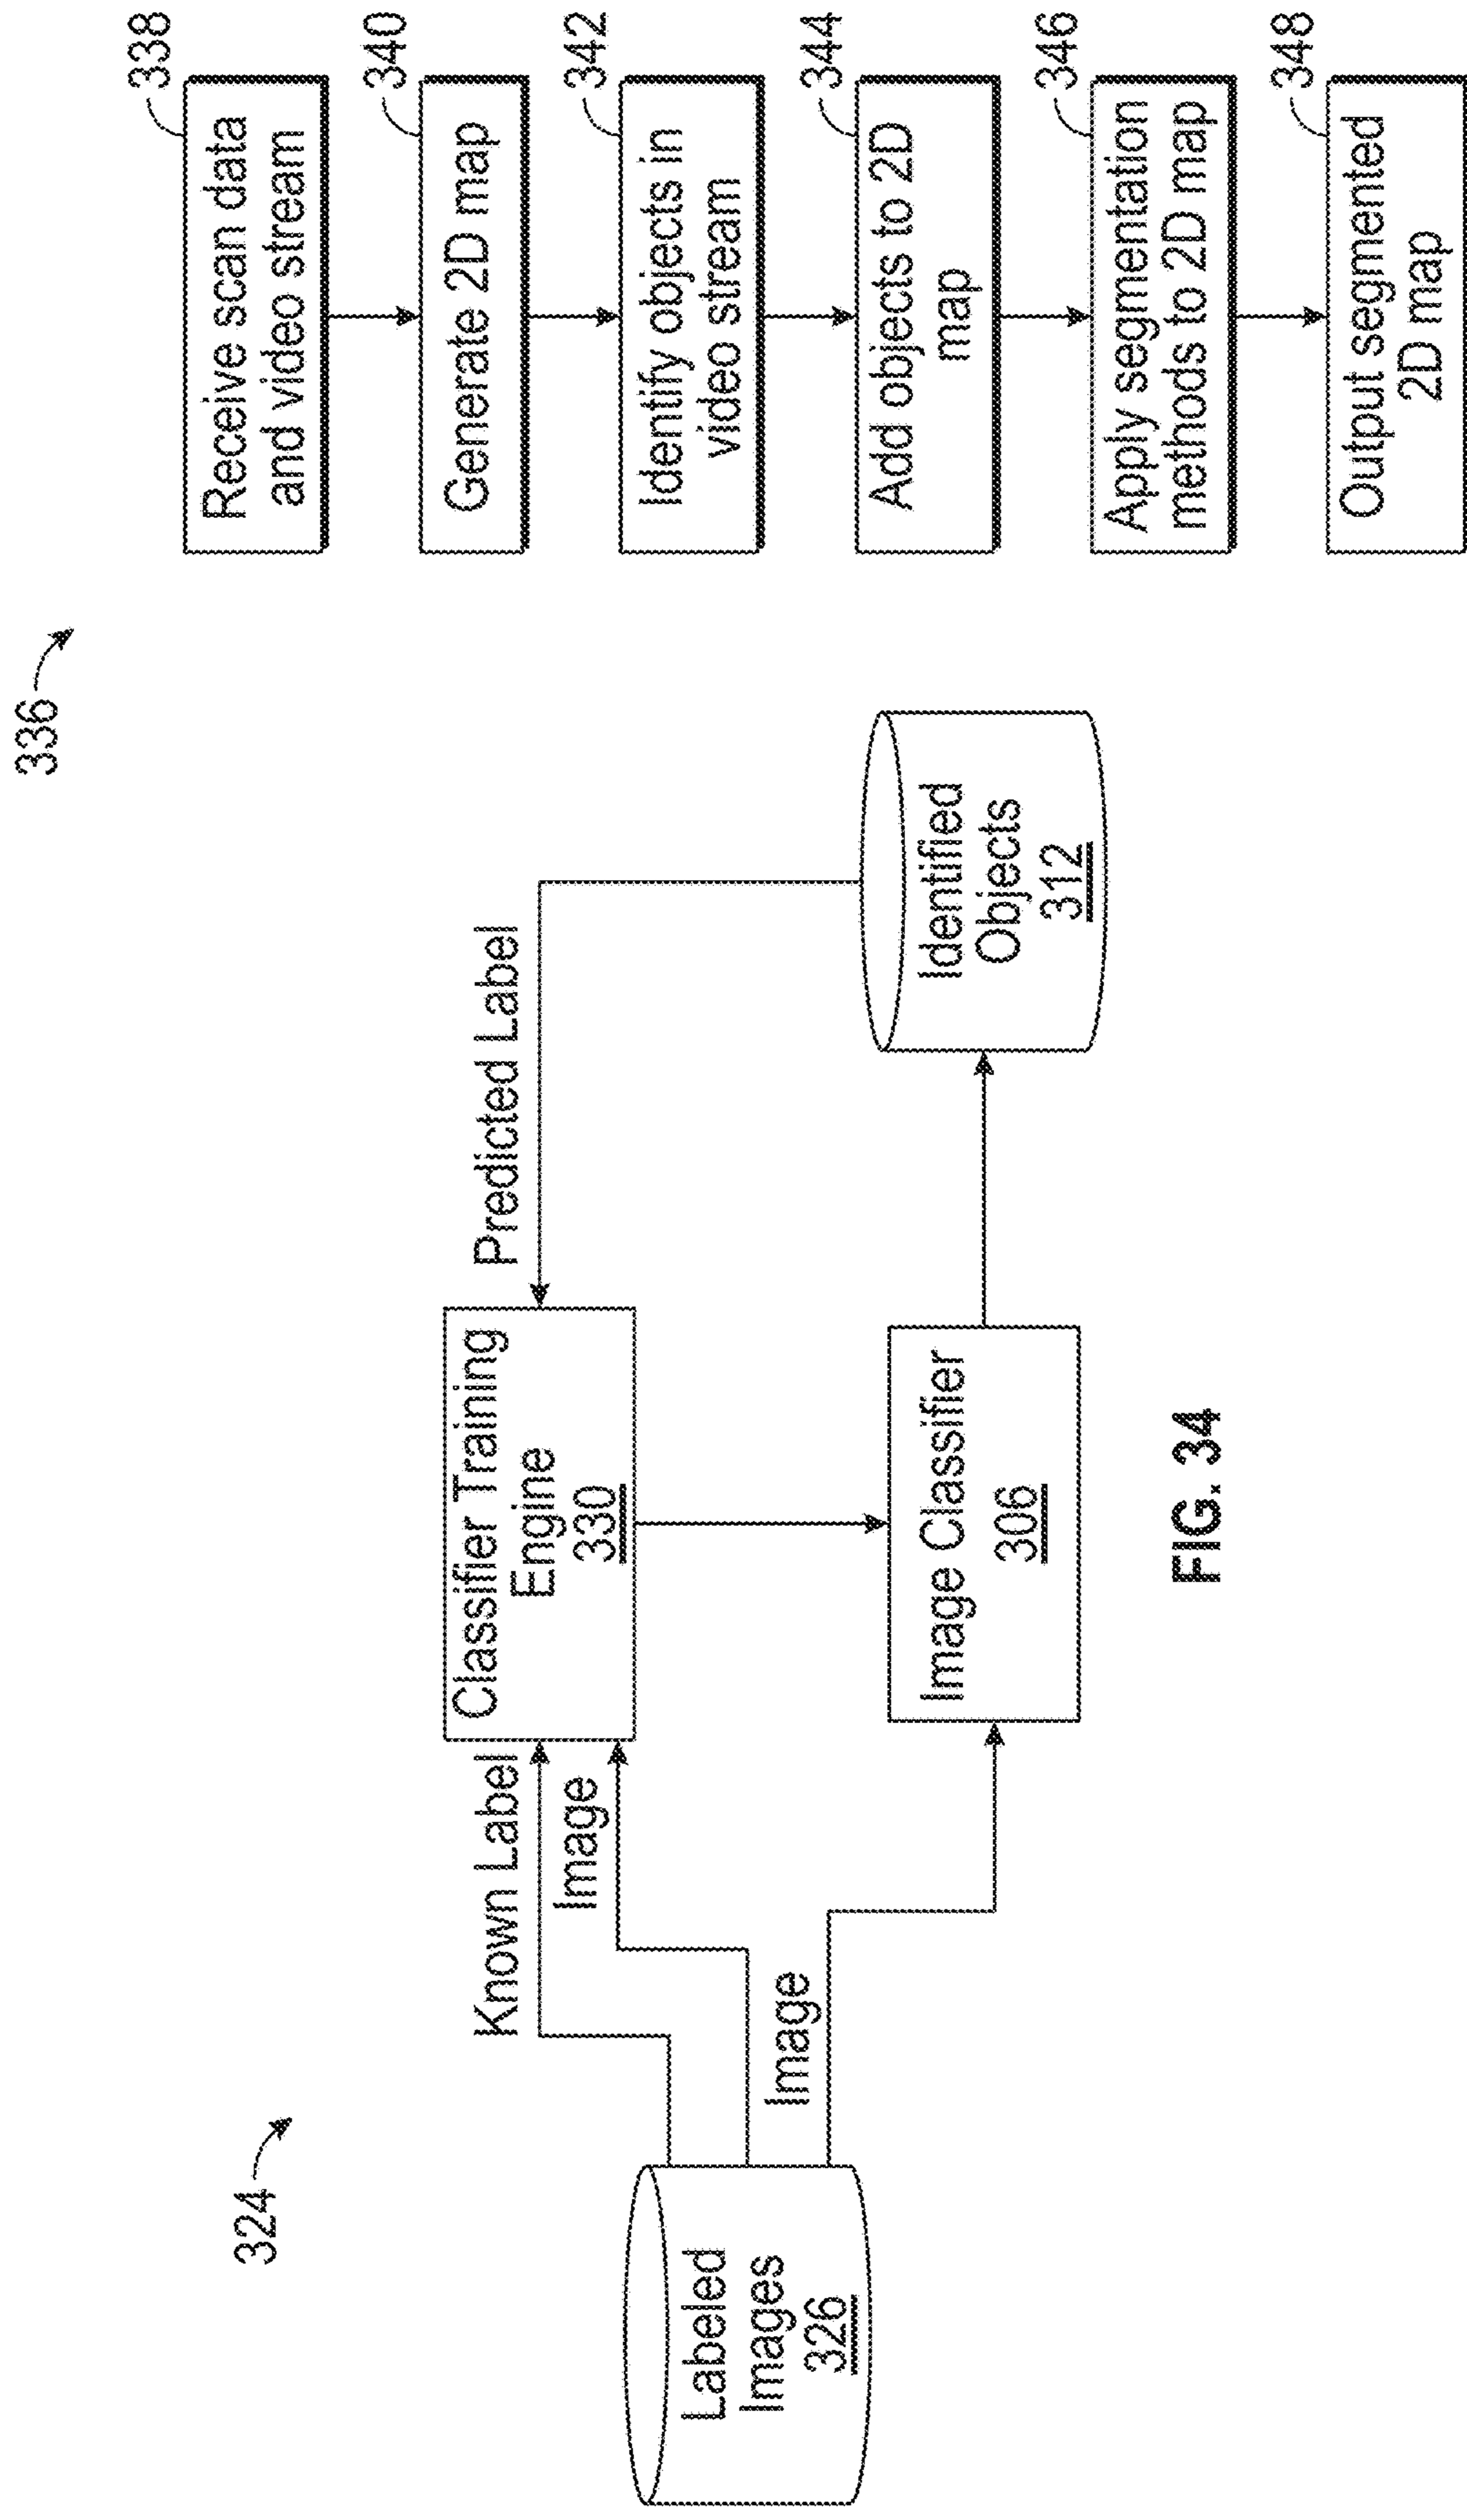 324
Labeled
Images
326
Known Label
Image
Image
Classifier Training
Engine
330
Image Classifier
306
Predicted Label
Identified
Objects
312
FIG. 34
336
338
Receive scan data
and video stream
340
Generate 2D map
342
Identify objects in
video stream
344
Add objects to 2D
map
346
Apply segmentation
methods to 2D map
348
Output segmented
2D map